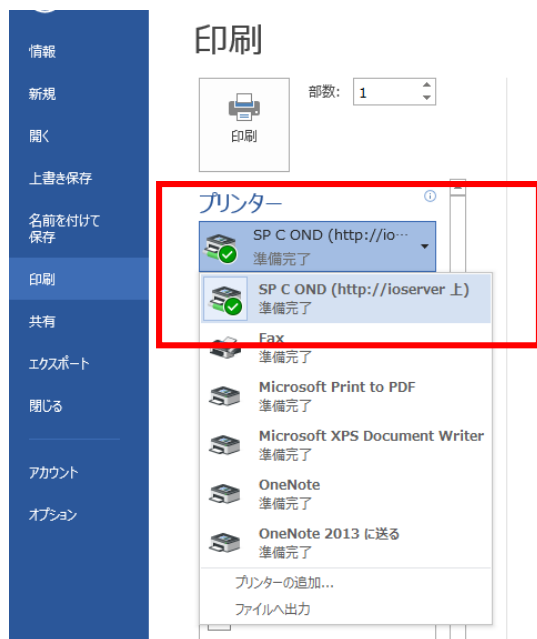 情報
新規
開く
上書き保存
名前を付けて
保存
印刷
共有
エクスポート
閉じる
アカウント
オプション
印刷
部数: 1
印刷
プリンター
SP C OND (http://io…
準備完了
SP C OND (http://ioserver 上)
準備完了
Fax
準備完了
Microsoft Print to PDF
準備完了
Microsoft XPS Document Writer
準備完了
OneNote
準備完了
OneNote 2013 に送る
準備完了
プリンターの追加...
ファイルへ出力